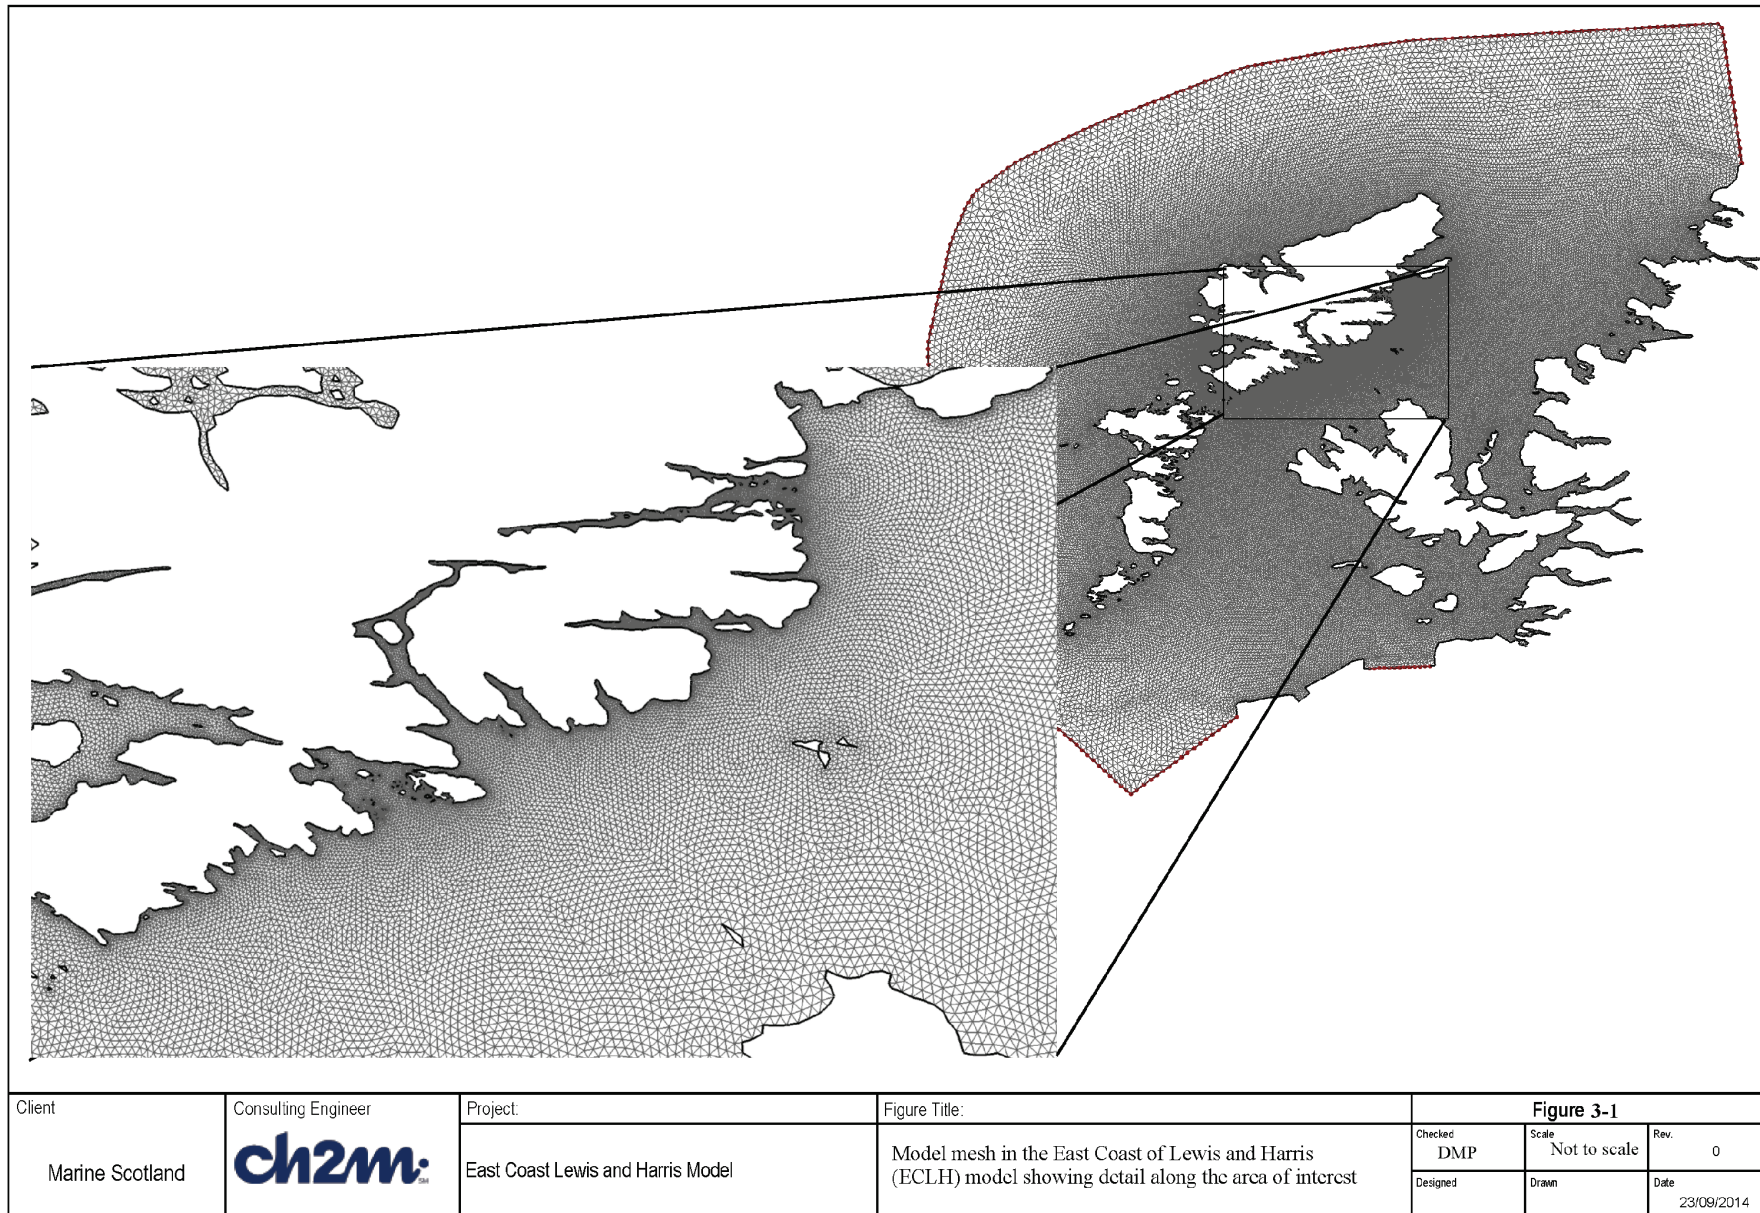 Client
Marine Scotland
Consulting Engineer
ch2m:
SM
Project:
East Coast Lewis and Harris Model
Figure Title:
Model mesh in the East Coast of Lewis and Harris
(ECLH) model showing detail along the area of interest
Figure 3-1
Checked
DMP
Scale
Not to scale
Rev.
0
Designed
Drawn
Date
23/09/2014